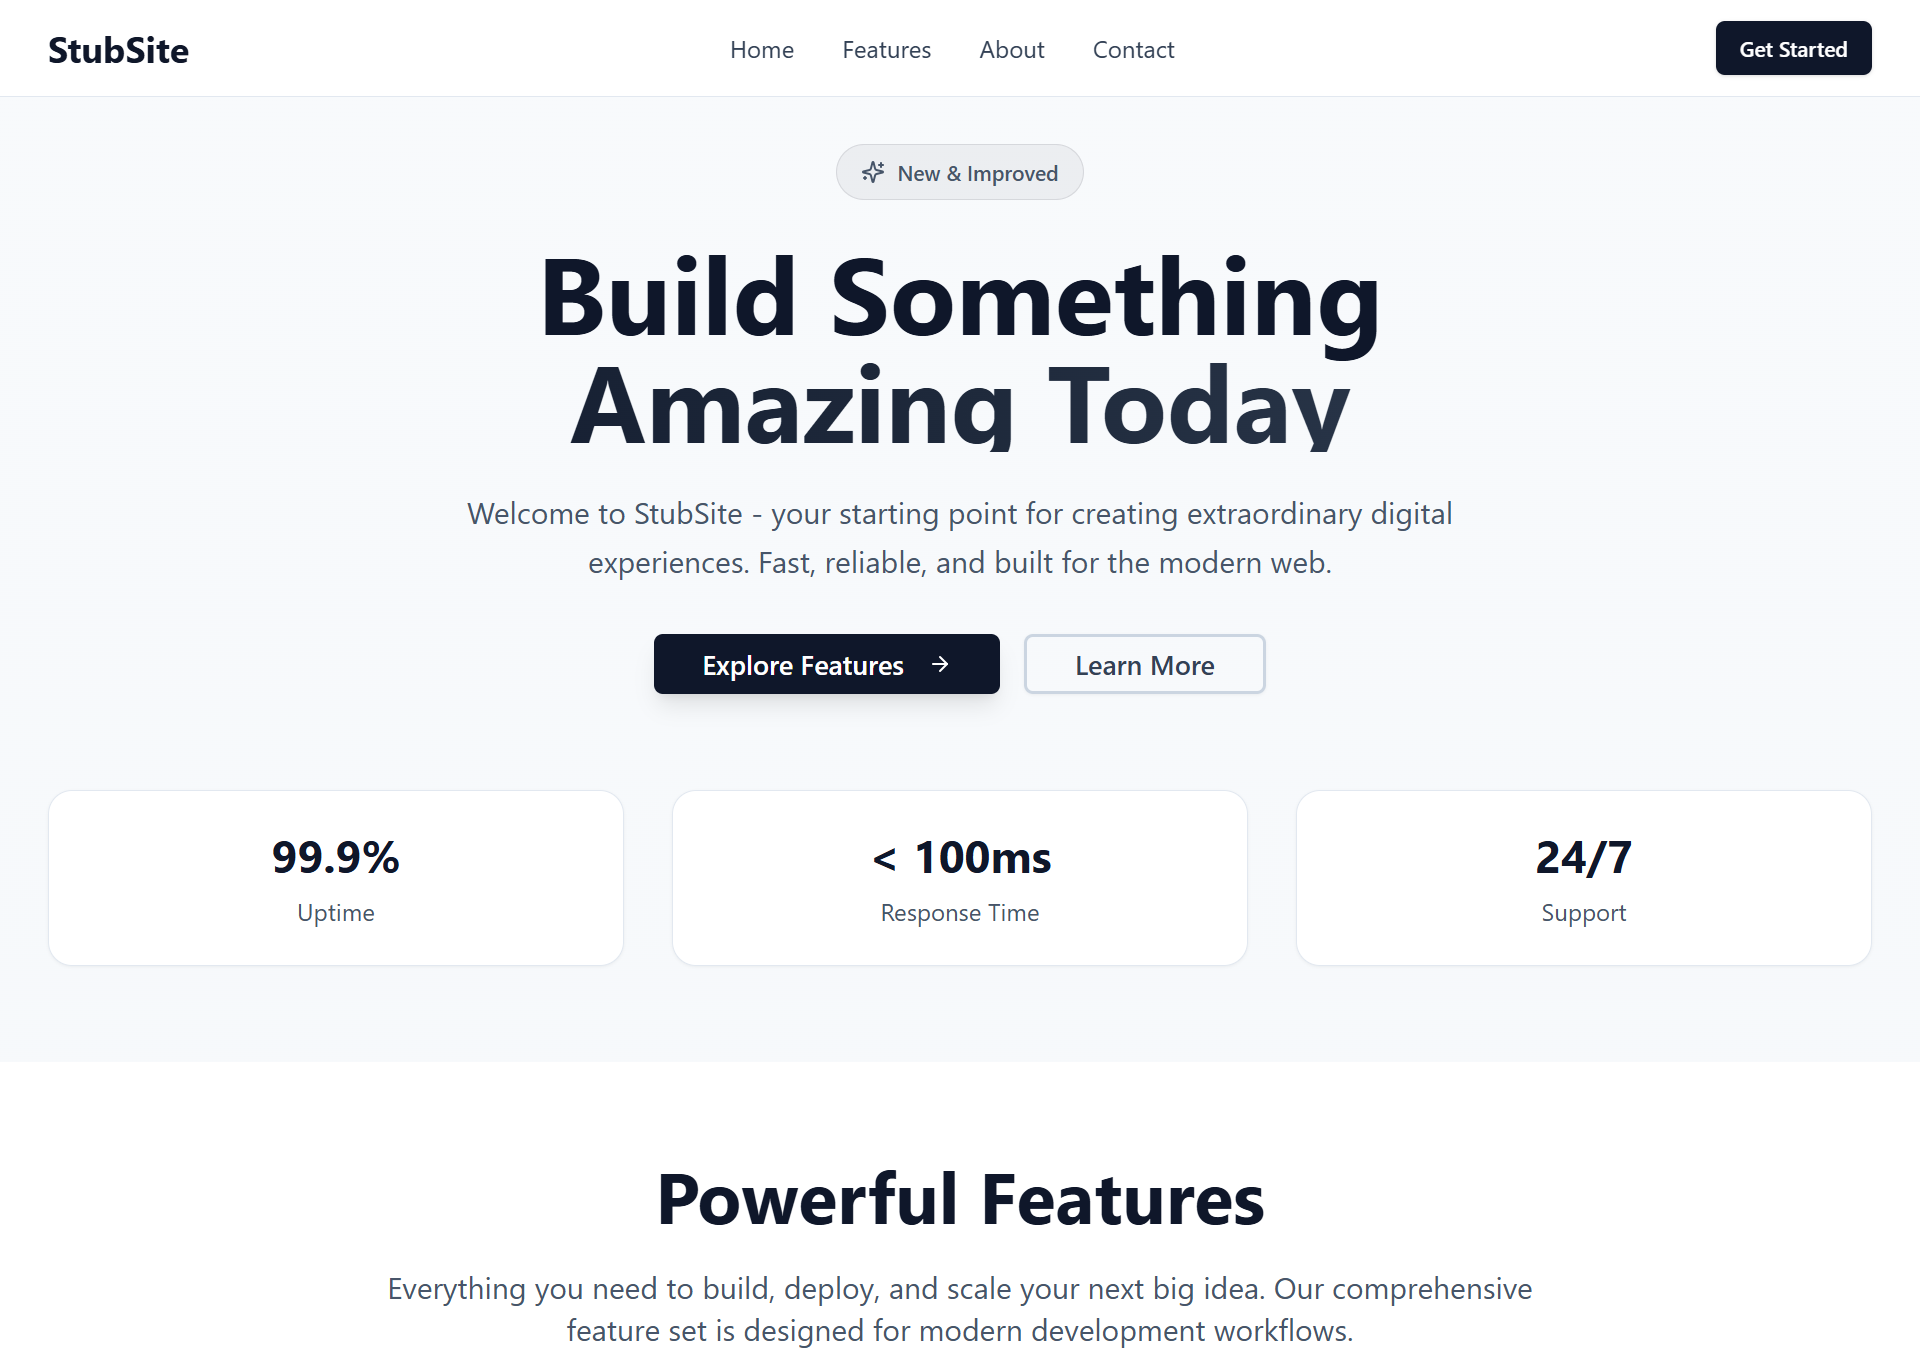 StubSite
Home
Features
About
Contact
Get Started
New & Improved
Build Something
Amazing Today
Welcome to StubSite - your starting point for creating extraordinary digital
experiences. Fast, reliable, and built for the modern web.
Explore Features
Learn More
99.9%
Uptime
< 100ms
Response Time
24/7
Support
Powerful Features
Everything you need to build, deploy, and scale your next big idea. Our comprehensive
feature set is designed for modern development workflows.